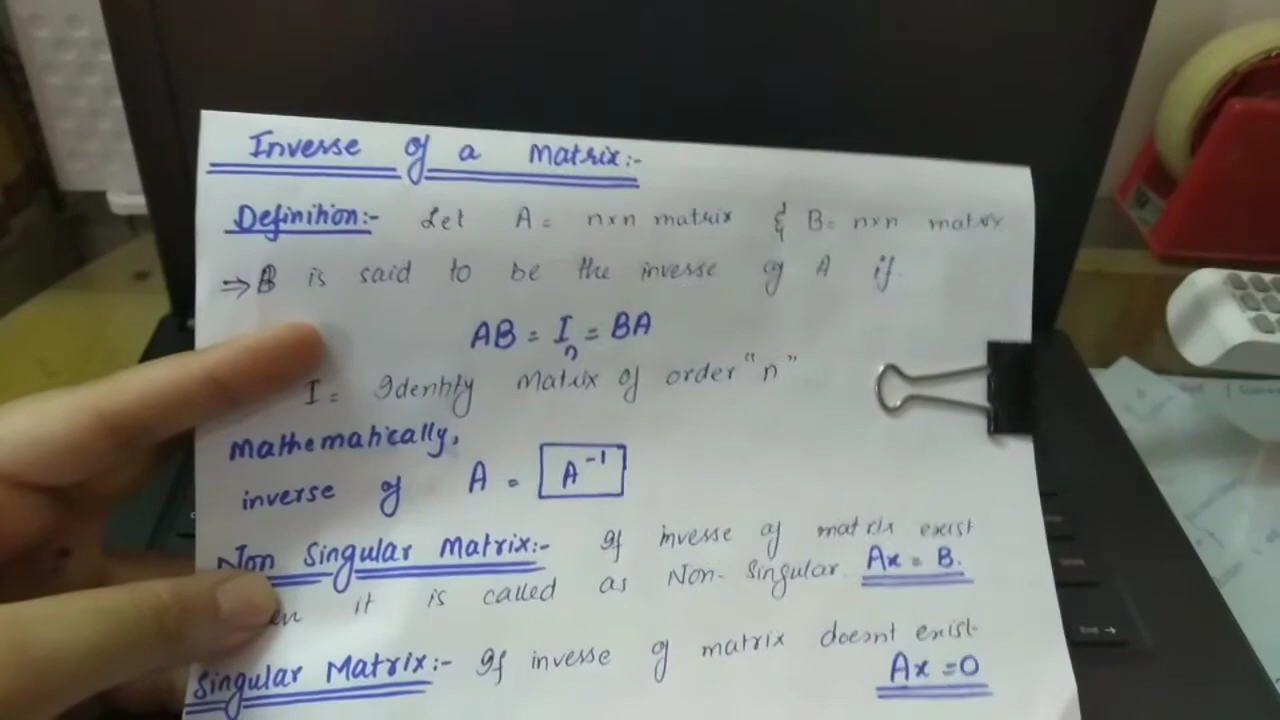 Inverse of a Matrix:-
Definition:- Let A = n×n matrix & B= n×n matrix
⇒ B is said to be the inverse of A if
AB = Iₙ = BA
I = Identity Matrix of order "n"
Mathematically,
inverse of A = A⁻¹
Non Singular Matrix:- If inverse of matrix exist
it is called as Non-Singular. Ax = B.
Singular Matrix:- If inverse of matrix doesnt exist
Ax = 0